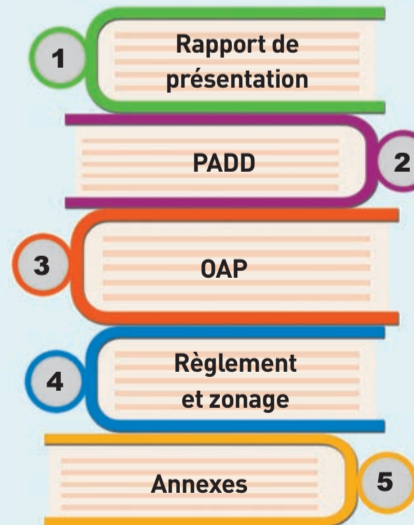 1
Rapport de
présentation
PADD
2
3
OAP
4
Règlement
et zonage
Annexes
5